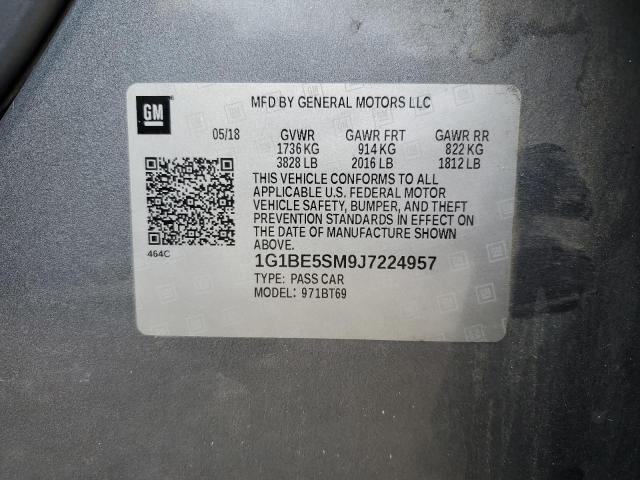 GM
MFD BY GENERAL MOTORS LLC
05/18 GVWR GAWR FRT GAWR RR
1736 KG 914 KG 822 KG
3828 LB 2016 LB 1812 LB
THIS VEHICLE CONFORMS TO ALL
APPLICABLE U.S. FEDERAL MOTOR
VEHICLE SAFETY, BUMPER, AND THEFT
PREVENTION STANDARDS IN EFFECT ON
THE DATE OF MANUFACTURE SHOWN
ABOVE.
464C
1G1BE5SM9J7224957
TYPE: PASS CAR
MODEL: 971BT69